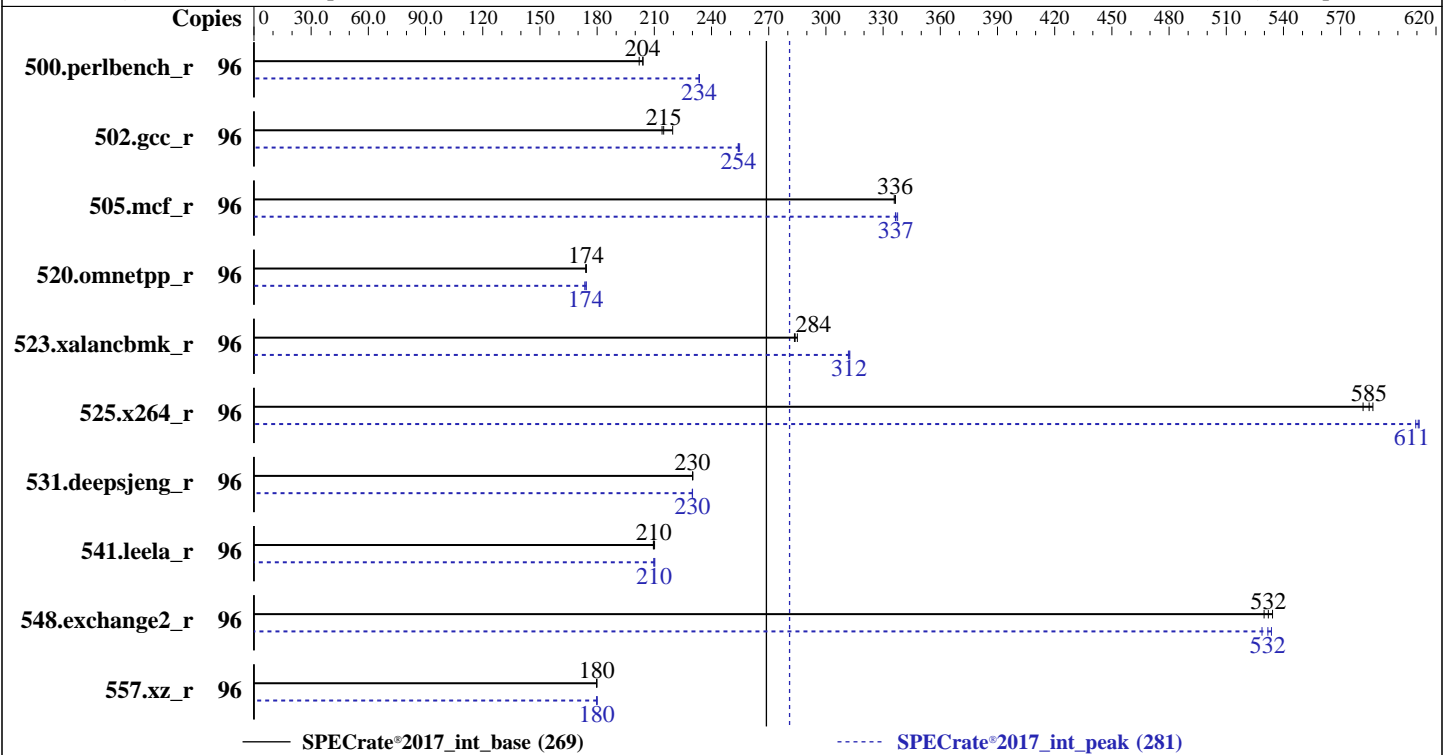 Copies 0 30.0 60.0 90.0 120 150 180 210 240 270 300 330 360 390 420 450 480 510 540 570 620
204
500.perlbench_r 96
234
215
502.gcc_r 96
254
336
505.mcf_r 96
337
174
520.omnetpp_r 96
174
284
523.xalancbmk_r 96
312
585
525.x264_r 96
611
230
531.deepsjeng_r 96
230
210
541.leela_r 96
210
532
548.exchange2_r 96
532
180
557.xz_r 96
180
SPECrate®2017_int_base (269) SPECrate®2017_int_peak (281)